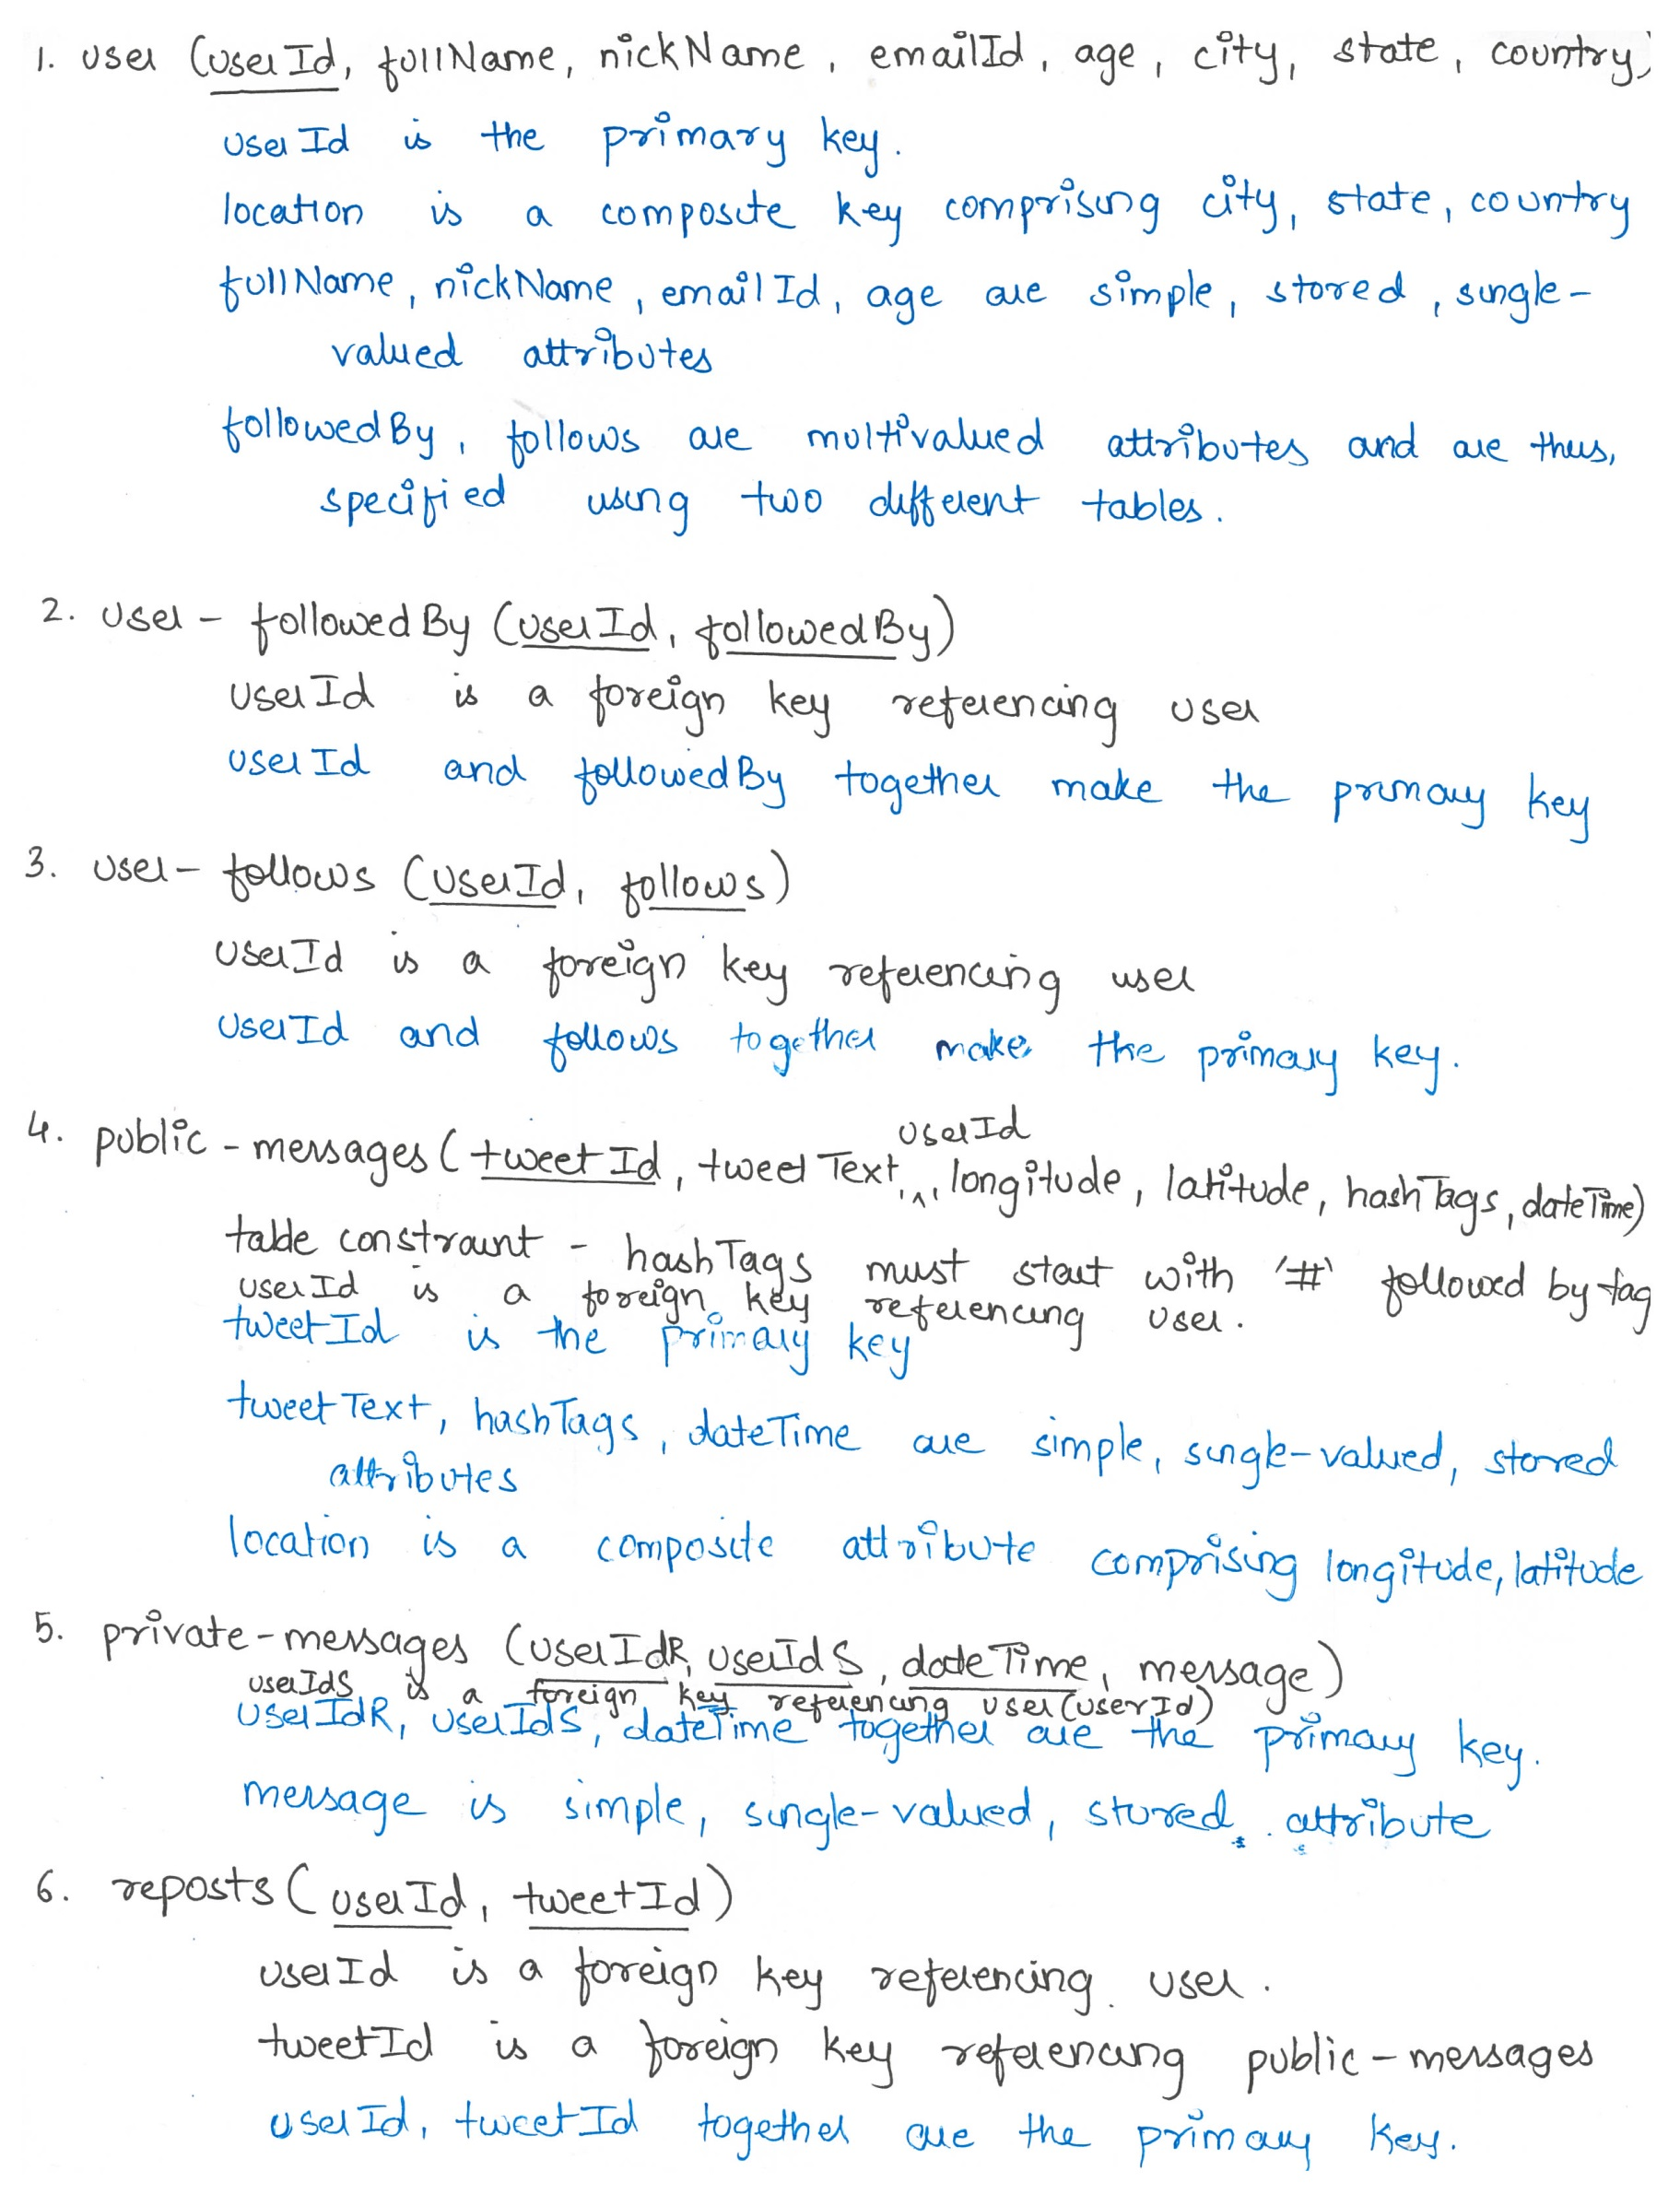 1. user (userId, fullName, nickName, emailId, age, city, state, country)
userId is the primary key.
location is a composite key comprising city, state, country
fullName, nickName, emailId, age are simple, stored, single-
valued attributes
followedBy, follows are multivalued attributes and are thus,
specified using two different tables.
2. user - followedBy (userId, followedBy)
userId is a foreign key referencing user
userId and followedBy together make the primary key
3. user - follows (userId, follows)
userId is a foreign key referencing user
userId and follows together make the primary key.
4. public - messages (tweetId, tweetText, userId, longitude, latitude, hashTags, dateTime)
table constraint - hashTags must start with '#' followed by tag
userId is a foreign key referencing user.
tweetId is the primary key
tweetText, hashTags, dateTime are simple, single-valued, stored
attributes
location is a composite attribute comprising longitude, latitude
5. private-messages (userIdR, userIdS, dateTime, message)
userIdS is a foreign key referencing user(userId)
userIdR, userIdS, dateTime together are the primary key.
message is simple, single-valued, stored attribute
6. reposts (userId, tweetId)
userId is a foreign key referencing user.
tweetId is a foreign key referencing public - messages
userId, tweetId together are the primary key.